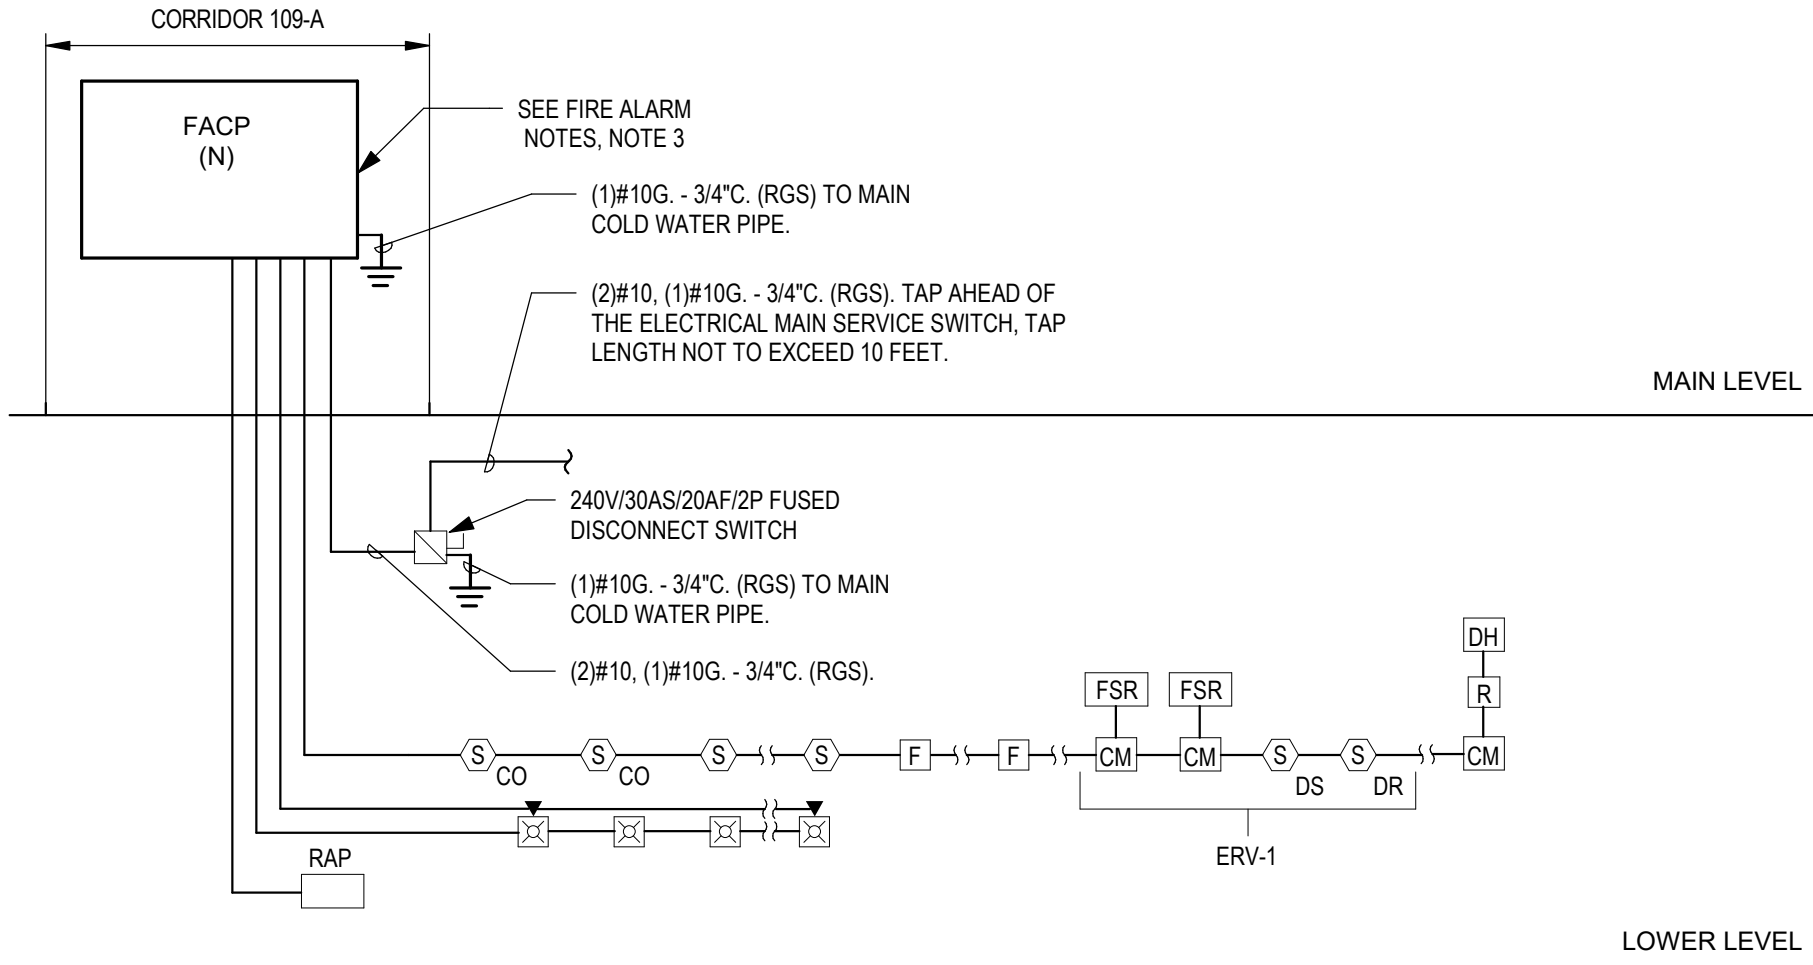 CORRIDOR 109-A
FACP
(N)
SEE FIRE ALARM
NOTES, NOTE 3
(1)#10G. - 3/4"C. (RGS) TO MAIN
COLD WATER PIPE.
(2)#10, (1)#10G. - 3/4"C. (RGS). TAP AHEAD OF
THE ELECTRICAL MAIN SERVICE SWITCH, TAP
LENGTH NOT TO EXCEED 10 FEET.
MAIN LEVEL
240V/30AS/20AF/2P FUSED
DISCONNECT SWITCH
(1)#10G. - 3/4"C. (RGS) TO MAIN
COLD WATER PIPE.
(2)#10, (1)#10G. - 3/4"C. (RGS).
DH
FSR FSR R
S S S S F F CM CM S S CM
CO CO DS DR
ERV-1
RAP
LOWER LEVEL